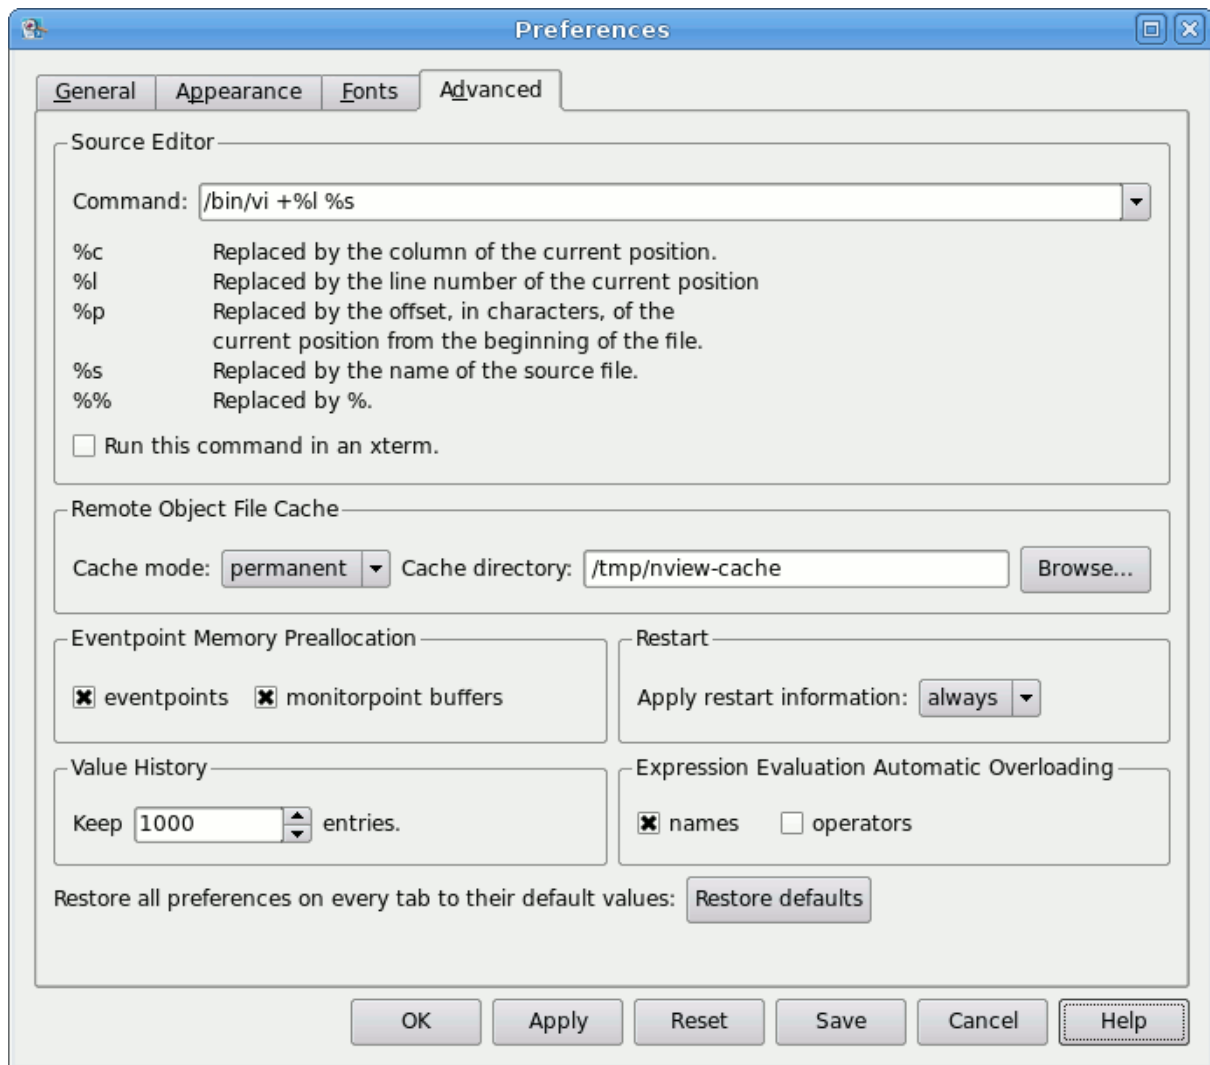 Preferences
General Appearance Fonts Advanced
Source Editor
Command: /bin/vi +%l %s
%c Replaced by the column of the current position.
%l Replaced by the line number of the current position
%p Replaced by the offset, in characters, of the
current position from the beginning of the file.
%s Replaced by the name of the source file.
%% Replaced by %.
Run this command in an xterm.
Remote Object File Cache
Cache mode: permanent Cache directory: /tmp/nview-cache Browse...
Eventpoint Memory Preallocation
eventpoints monitorpoint buffers
Restart
Apply restart information: always
Value History
Keep 1000 entries.
Expression Evaluation Automatic Overloading
names operators
Restore all preferences on every tab to their default values: Restore defaults
OK Apply Reset Save Cancel Help